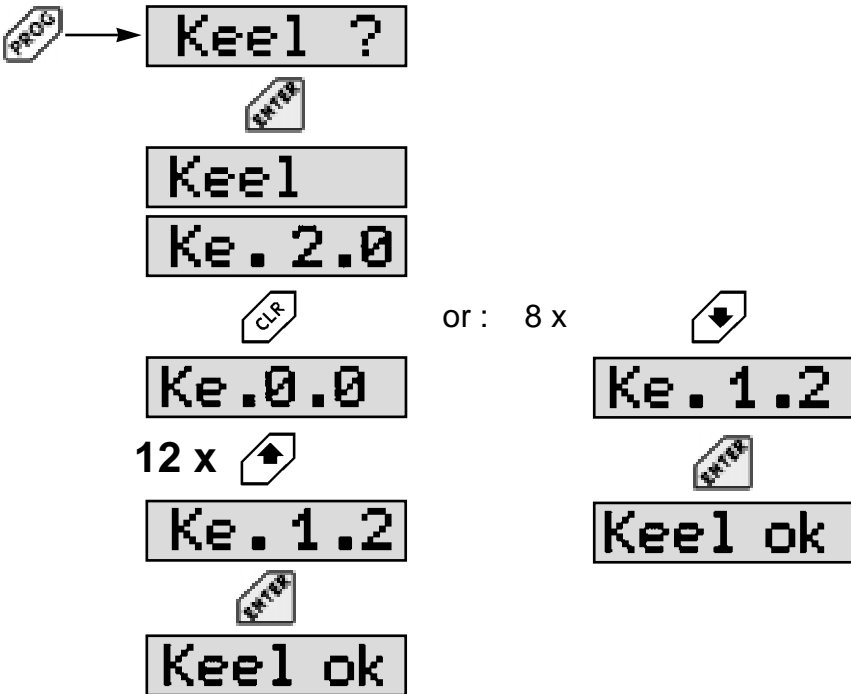 PROG Keel ?
ENTER
Keel
Ke.2.0
CLR or : 8 x
Ke.0.0 Ke.1.2
12 x ENTER
Ke.1.2 Keel ok
ENTER
Keel ok